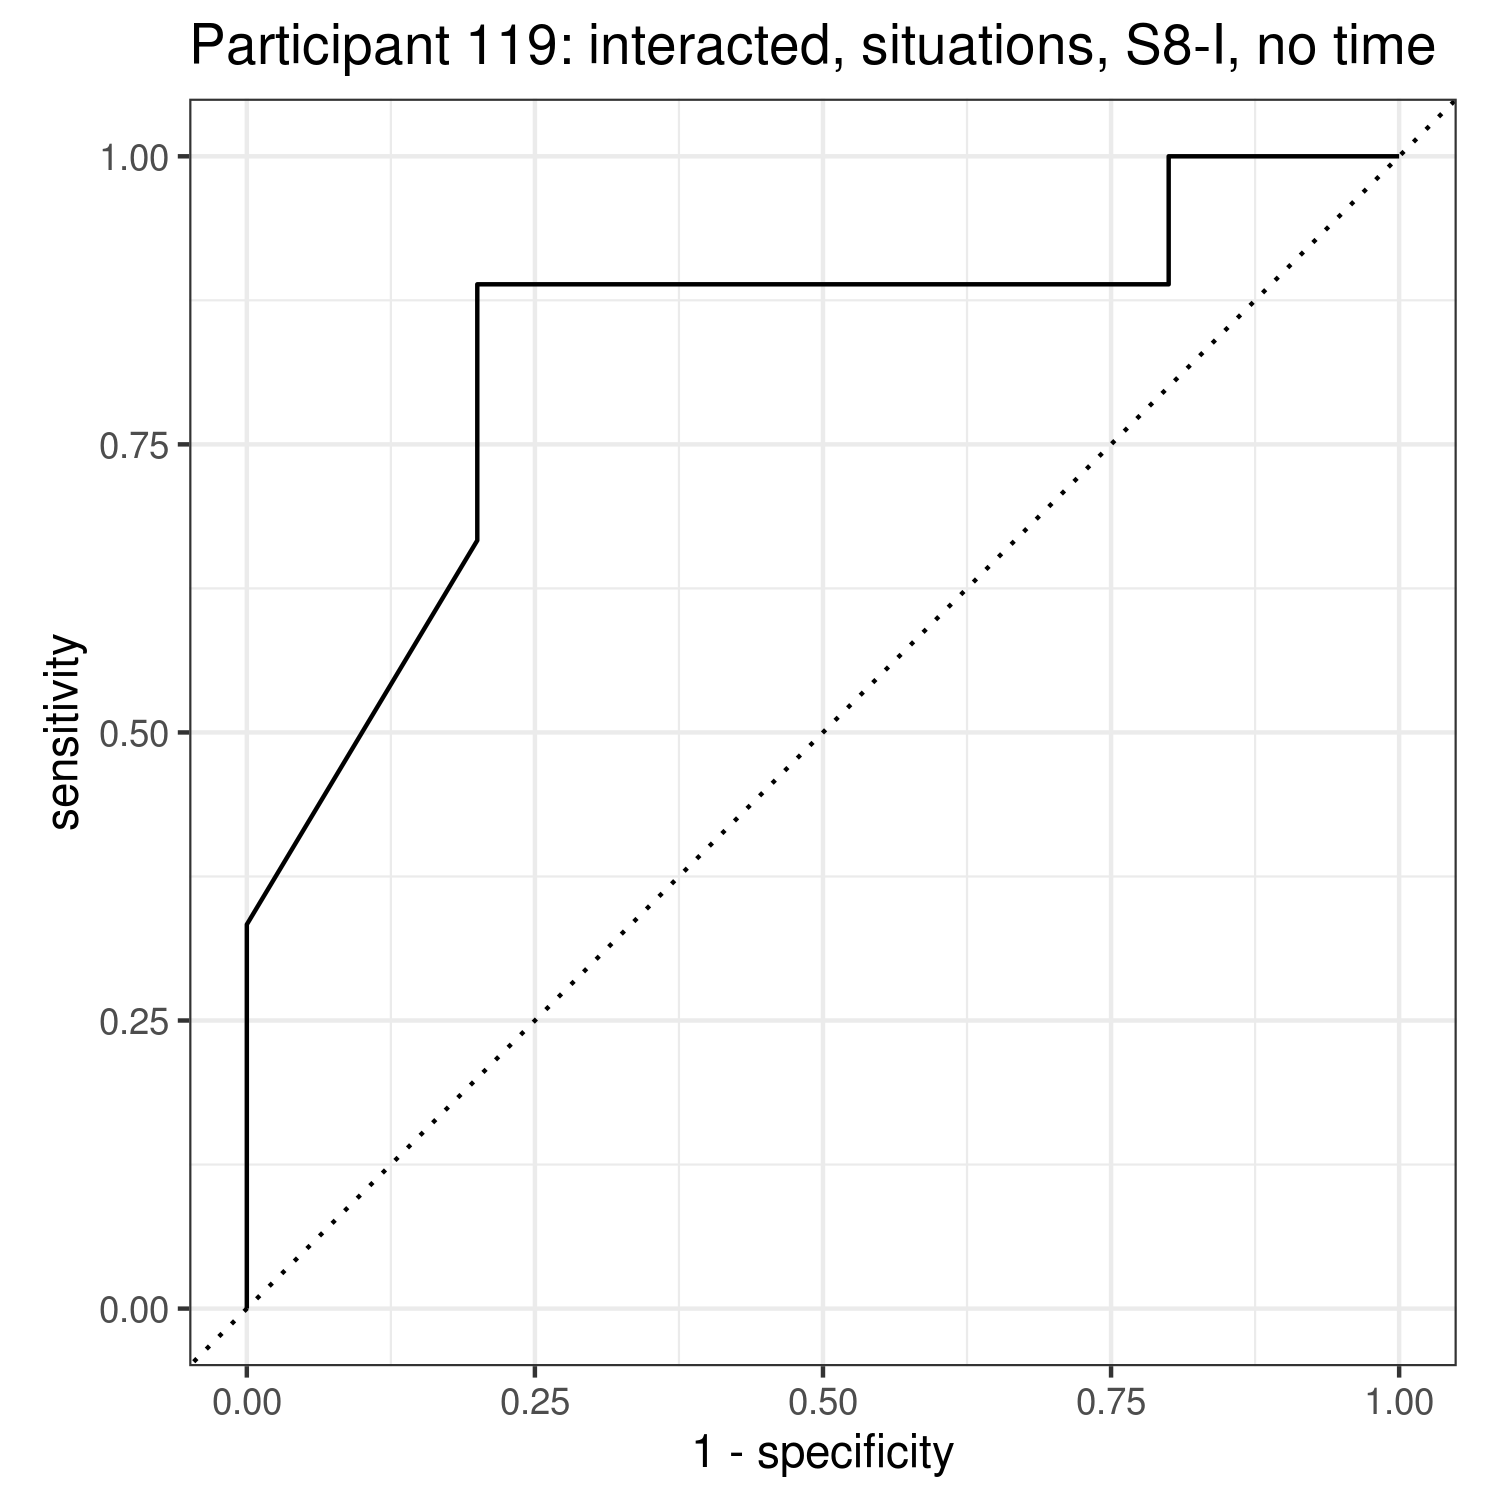 Participant 119: interacted, situations, S8-I, no time
1.00
0.75
0.50
0.25
0.00
sensitivity
0.00 0.25 0.50 0.75 1.00
1 - specificity